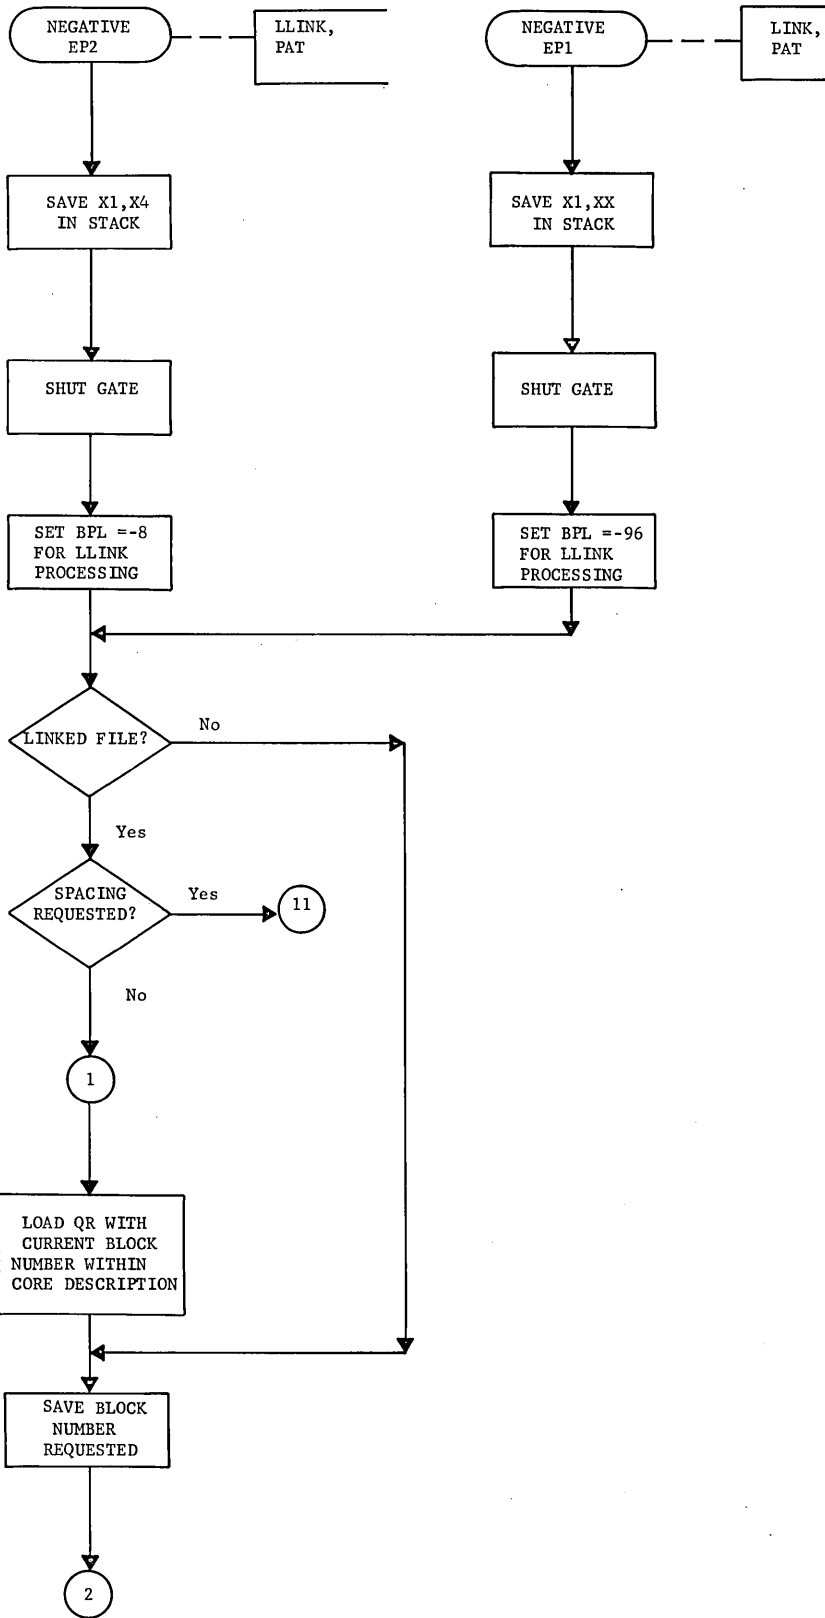 NEGATIVE
EP2
LLINK,
PAT
NEGATIVE
EP1
LINK,
PAT
SAVE X1,X4
IN STACK
SAVE X1,XX
IN STACK
SHUT GATE
SHUT GATE
SET BPL =-8
FOR LLINK
PROCESSING
SET BPL =-96
FOR LLINK
PROCESSING
LINKED FILE?
No
Yes
SPACING
REQUESTED?
Yes
11
No
1
LOAD QR WITH
CURRENT BLOCK
NUMBER WITHIN
CORE DESCRIPTION
SAVE BLOCK
NUMBER
REQUESTED
2